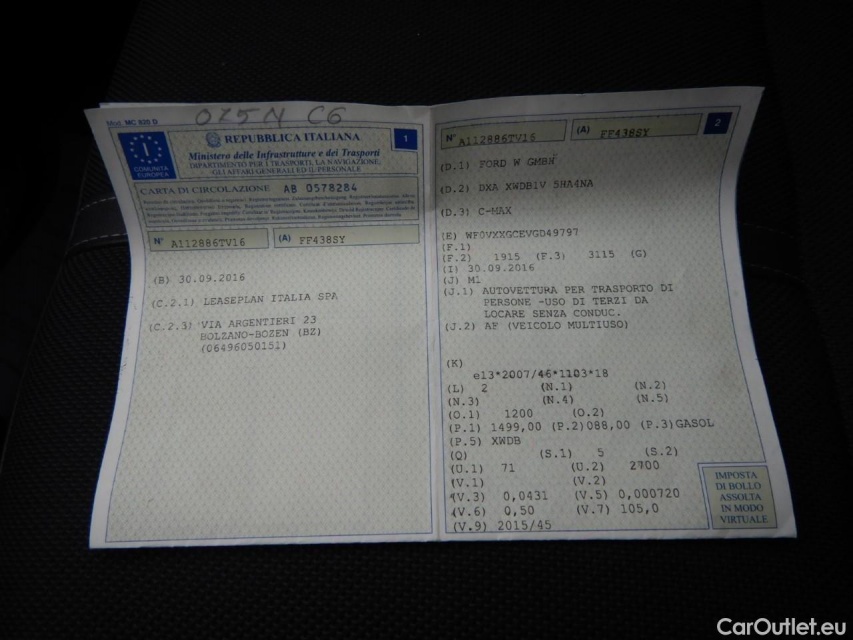 OZ5N C6
Mod. MC 820 D
COMUNITÀ
EUROPEA
I
REPUBBLICA ITALIANA
1
Ministero delle Infrastrutture e dei Trasporti
DIPARTIMENTO PER I TRASPORTI, LA NAVIGAZIONE,
GLI AFFARI GENERALI ED IL PERSONALE
CARTA DI CIRCOLAZIONE AB 0578284
N° A112886TV16 (A) FF438SY
(B) 30.09.2016
(C.2.1) LEASEPLAN ITALIA SPA
(C.2.3) VIA ARGENTIERI 23
BOLZANO-BOZEN (BZ)
(06496050151)
N° A112886TV16 (A) FF438SY 2
(D.1) FORD W GMBH
(D.2) DXA XWDB1V 5HA4NA
(D.3) C-MAX
(E) WF0VXXGCEVGD49797
(F.1)
(F.2) 1915 (F.3) 3115 (G)
(I) 30.09.2016
(J) M1
(J.1) AUTOVETTURA PER TRASPORTO DI
PERSONE -USO DI TERZI DA
LOCARE SENZA CONDUC.
(J.2) AF (VEICOLO MULTIUSO)
(K)
e13*2007/46*1103*18
(L) 2 (N.1) (N.2)
(N.3) (N.4) (N.5)
(O.1) 1200 (O.2)
(P.1) 1499,00 (P.2)088,00 (P.3)GASOL
(P.5) XWDB
(Q) (S.1) 5 (S.2)
(U.1) 71 (U.2) 2700
(V.1) (V.2)
(V.3) 0,0431 (V.5) 0,000720
(V.6) 0,50 (V.7) 105,0
(V.9) 2015/45
IMPOSTA
DI BOLLO
ASSOLTA
IN MODO
VIRTUALE
CarOutlet.eu